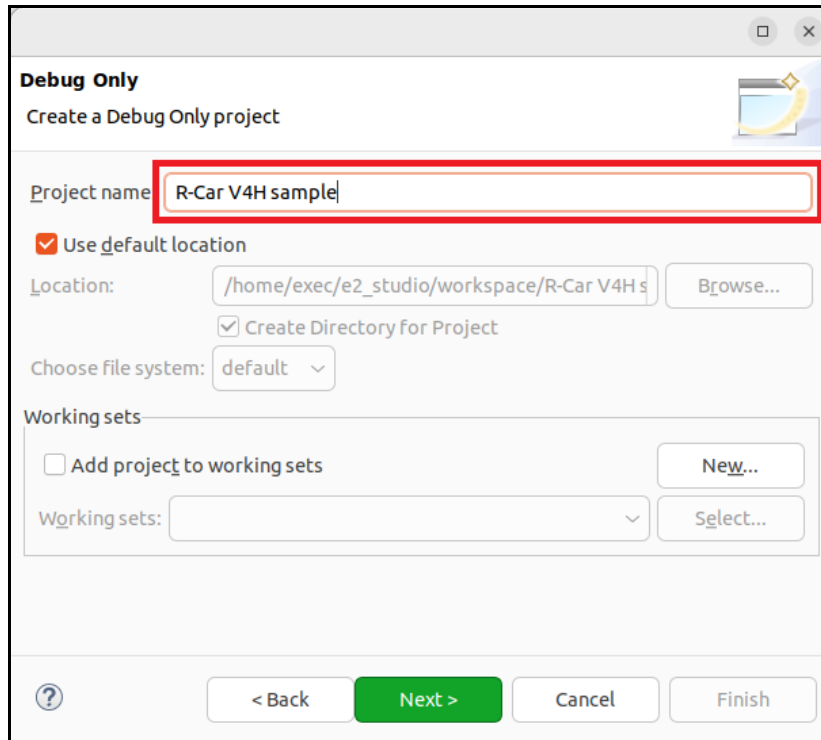 Debug Only
Create a Debug Only project
Project name R-Car V4H sample
Use default location
Location: /home/exec/e2_studio/workspace/R-Car V4H s Browse...
Create Directory for Project
Choose file system: default
Working sets
Add project to working sets New...
Working sets: Select...
? < Back Next > Cancel Finish